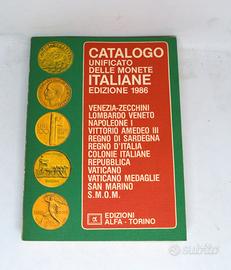 CATALOGO
UNIFICATO
DELLE MONETE
ITALIANE
EDIZIONE 1986
VENEZIA-ZECCHINI
LOMBARDO VENETO
NAPOLEONE I
VITTORIO AMEDEO III
REGNO DI SARDEGNA
REGNO D'ITALIA
COLONIE ITALIANE
REPUBBLICA
VATICANO
VATICANO MEDAGLIE
SAN MARINO
S.M.O.M.
α
EDIZIONI
ALFA - TORINO
subito